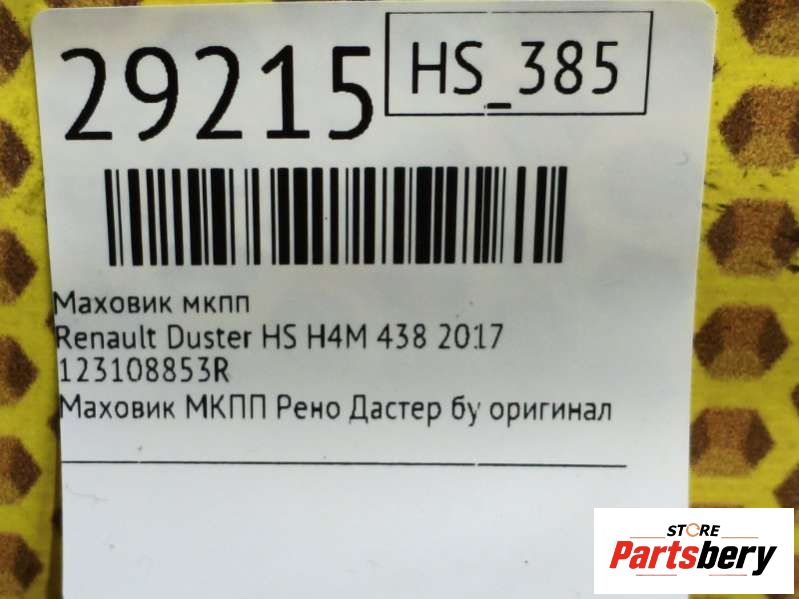 29215
HS_385
Маховик мкпп
Renault Duster HS H4M 438 2017
123108853R
Маховик МКПП Рено Дастер бу оригинал
STORE
Partsbery